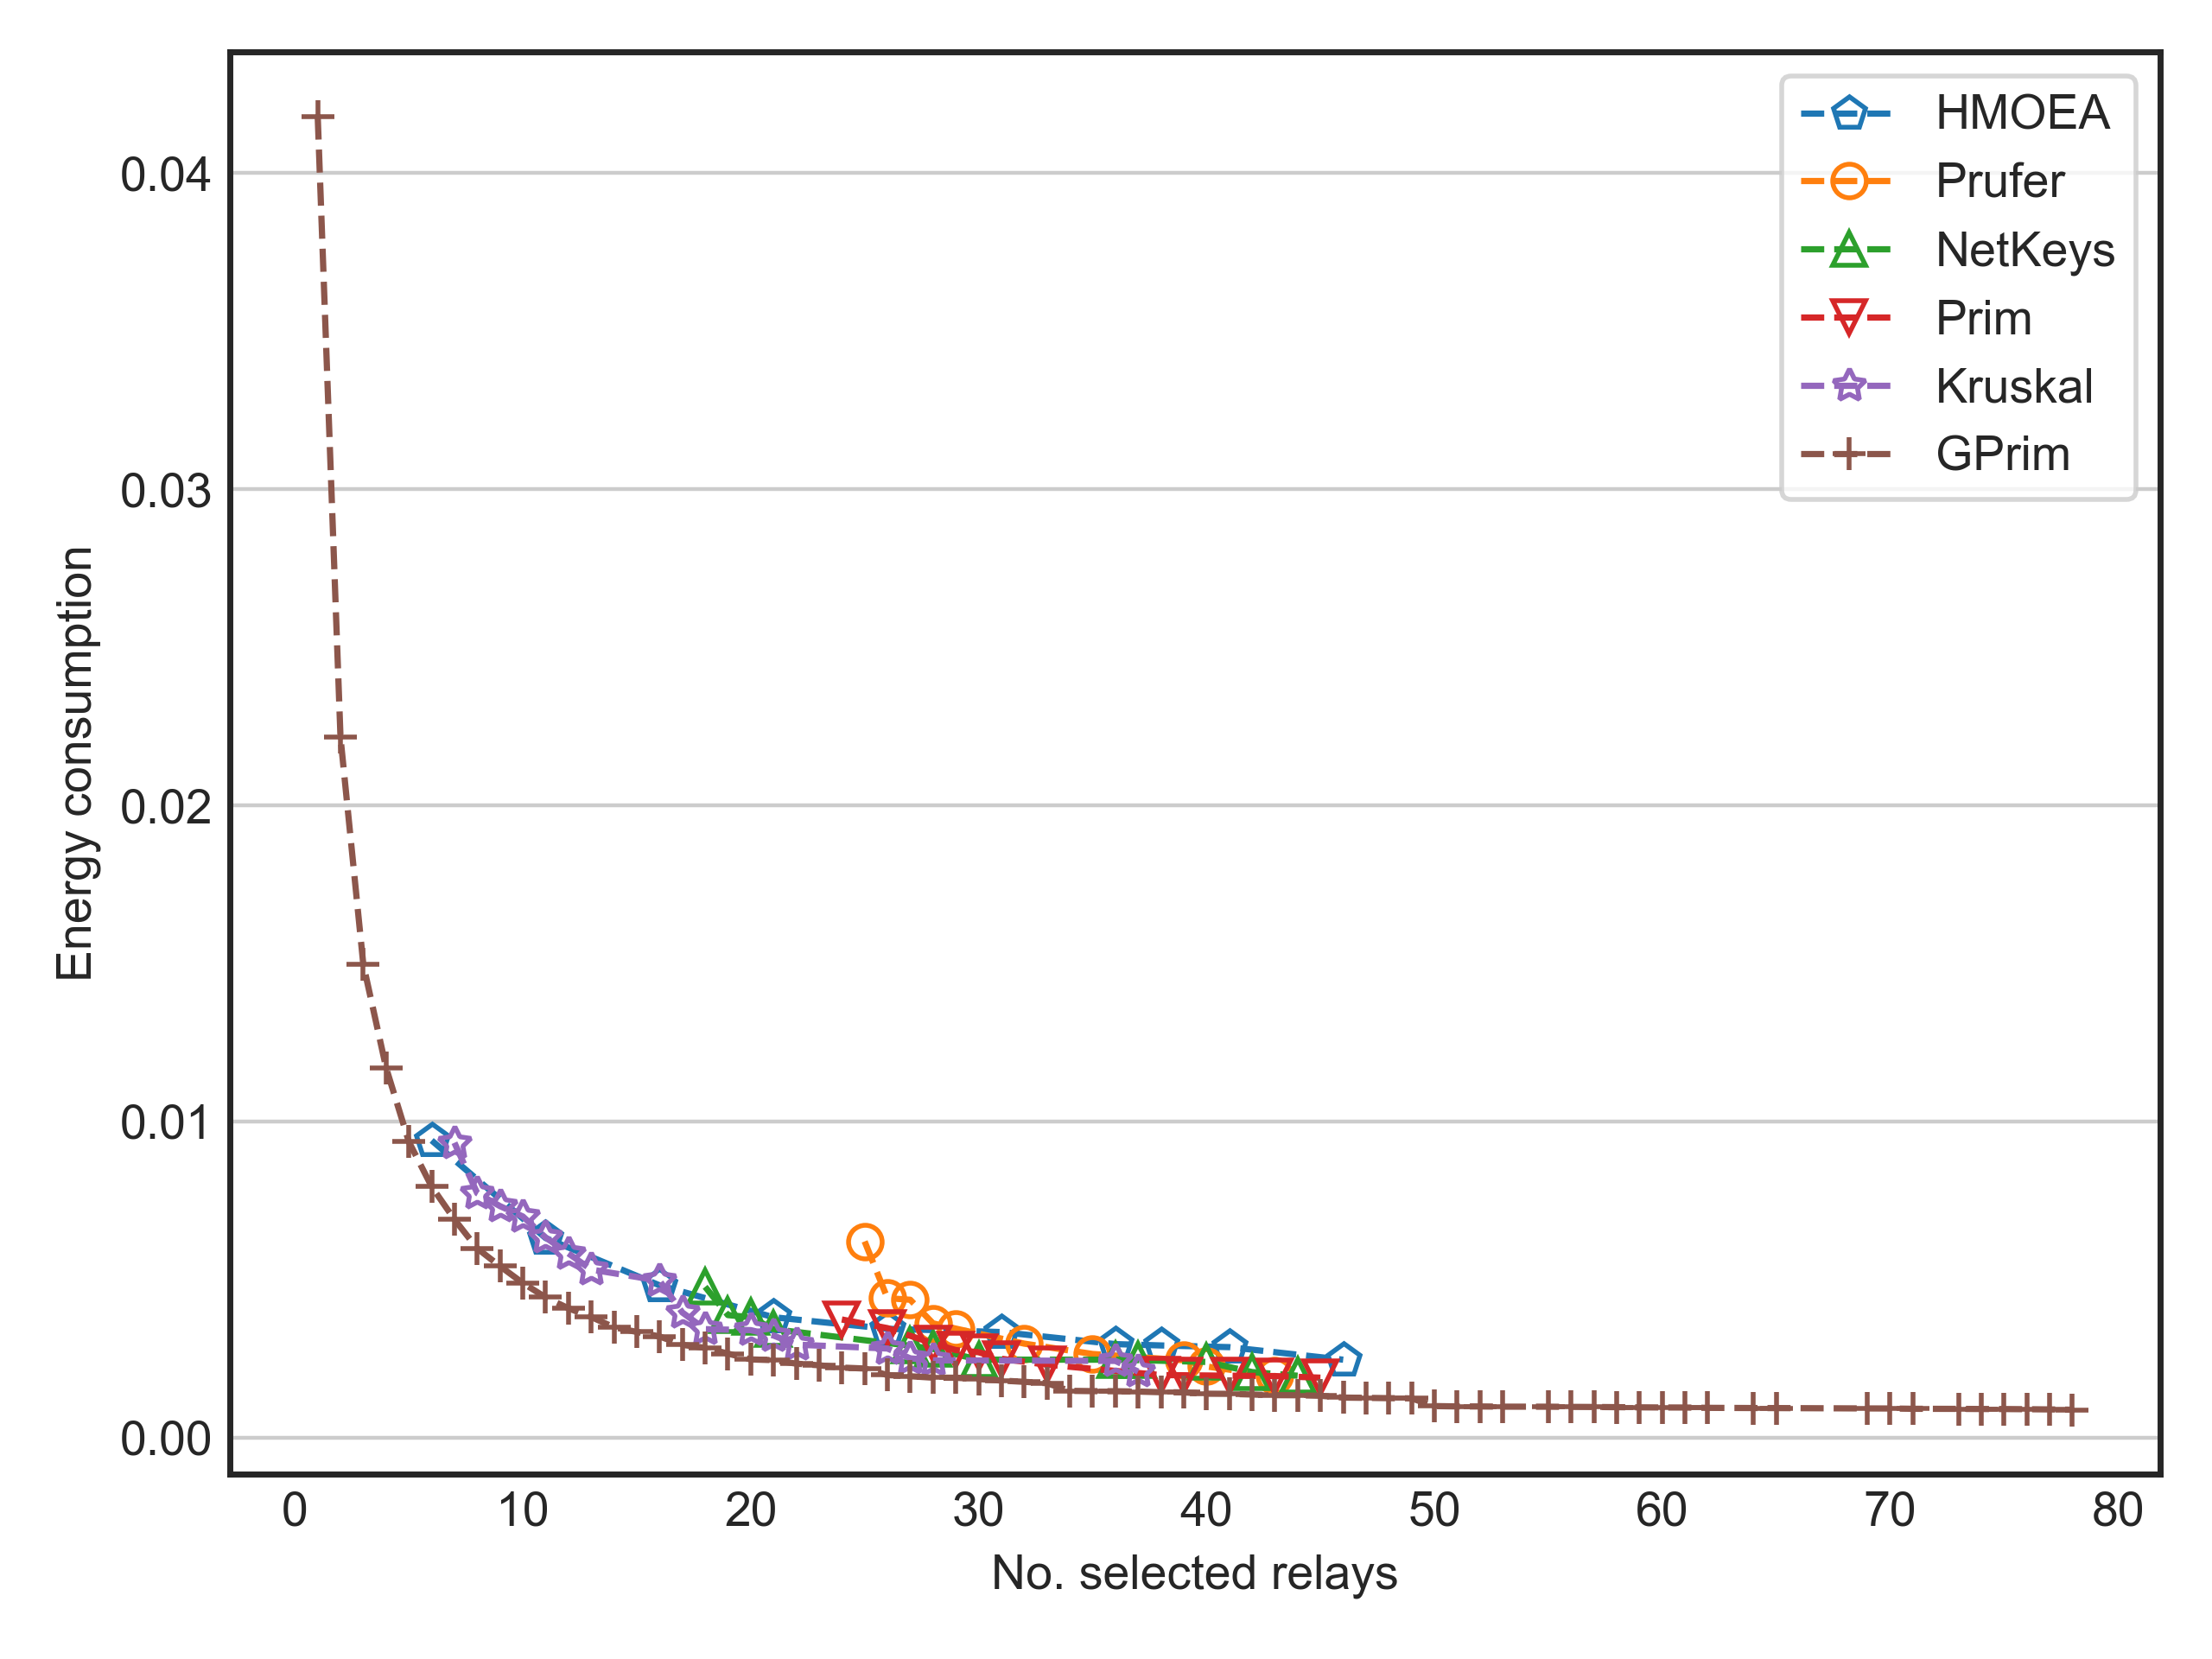 HMOEA
Prufer
NetKeys
Prim
Kruskal
GPrim
0.04
0.03
0.02
0.01
0.00
Energy consumption
0 10 20 30 40 50 60 70 80
No. selected relays